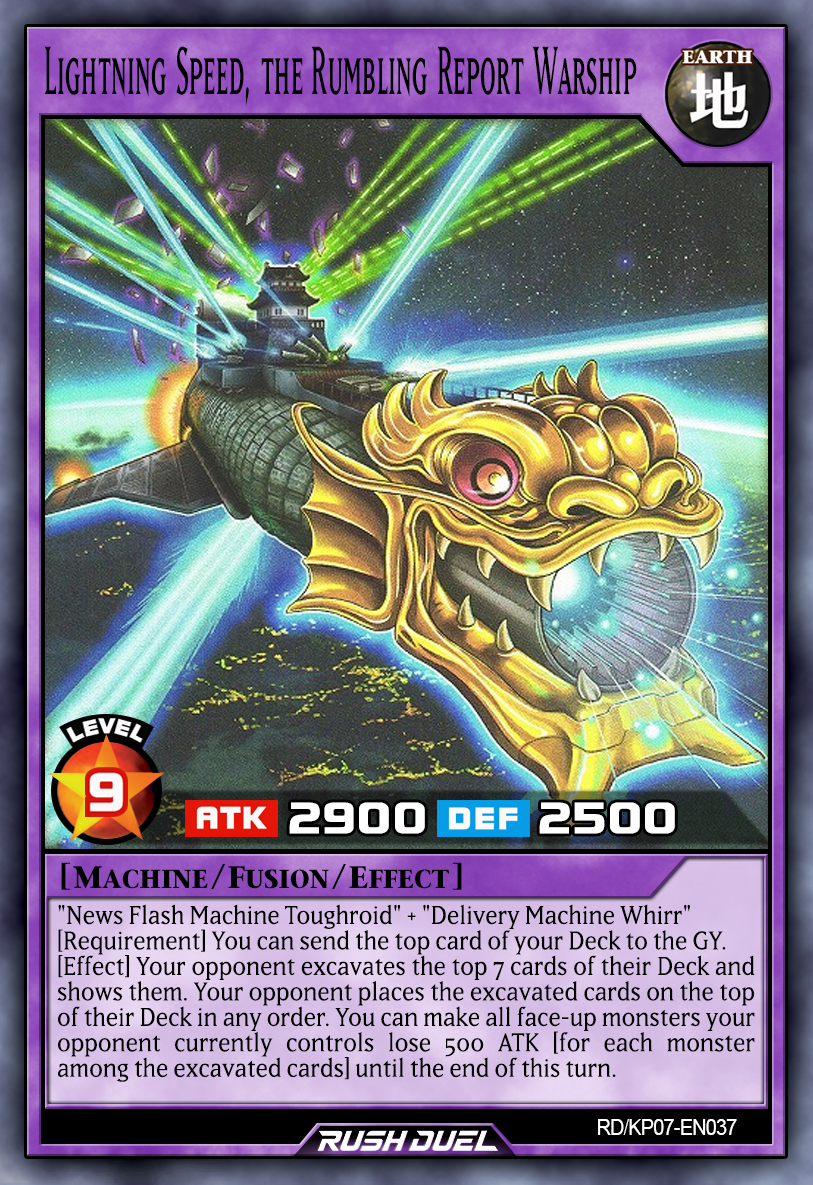 Lightning Speed, the Rumbling Report Warship
EARTH
地
LEVEL
9
ATK 2900 DEF 2500
[Machine/Fusion/Effect]
"News Flash Machine Toughroid" + "Delivery Machine Whirr"
[Requirement] You can send the top card of your Deck to the GY.
[Effect] Your opponent excavates the top 7 cards of their Deck and
shows them. Your opponent places the excavated cards on the top
of their Deck in any order. You can make all face-up monsters your
opponent currently controls lose 500 ATK [for each monster
among the excavated cards] until the end of this turn.
RD/KP07-EN037
RUSH DUEL